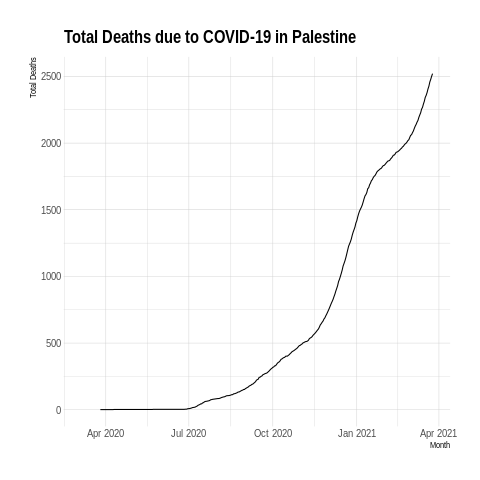 Total Deaths due to COVID-19 in Palestine
Total Deaths
2500
2000
1500
1000
500
0
Apr 2020 Jul 2020 Oct 2020 Jan 2021 Apr 2021
Month